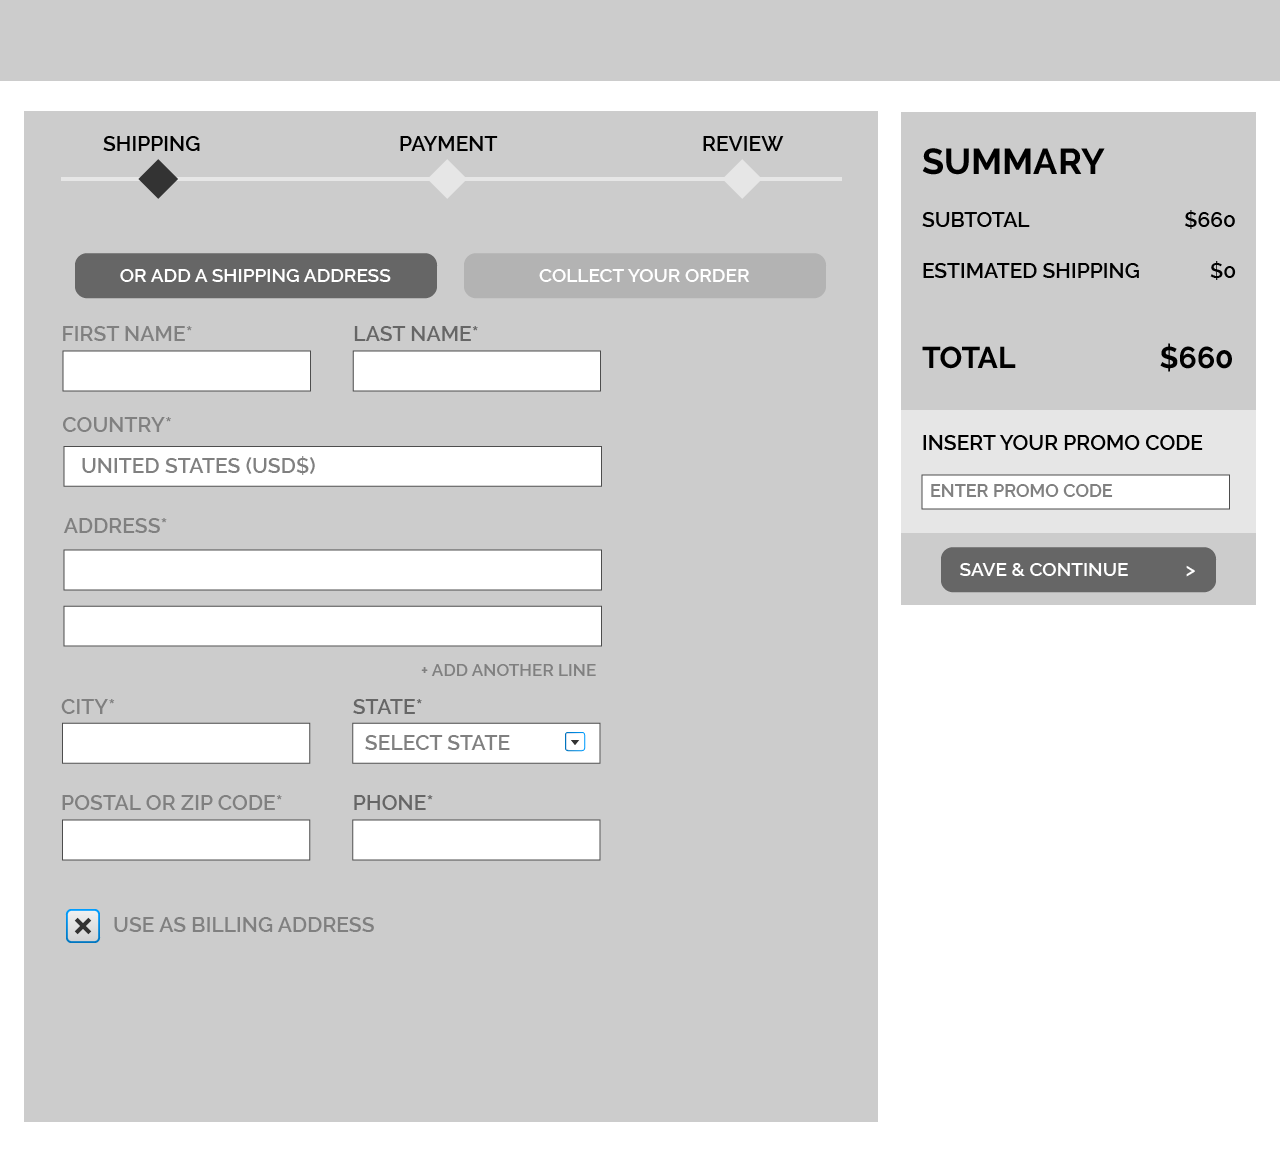 SHIPPING PAYMENT REVIEW
OR ADD A SHIPPING ADDRESS COLLECT YOUR ORDER
FIRST NAME* LAST NAME*
COUNTRY*
UNITED STATES (USD$)
ADDRESS*
+ ADD ANOTHER LINE
CITY* STATE*
SELECT STATE
POSTAL OR ZIP CODE* PHONE*
USE AS BILLING ADDRESS
SUMMARY
SUBTOTAL $660
ESTIMATED SHIPPING $0
TOTAL $660
INSERT YOUR PROMO CODE
ENTER PROMO CODE
SAVE & CONTINUE >